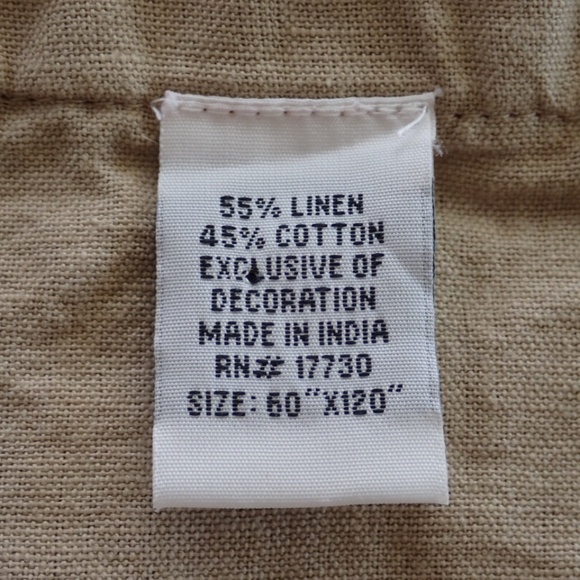 55% LINEN
45% COTTON
EXCLUSIVE OF
DECORATION
MADE IN INDIA
RN# 17730
SIZE: 60"X120"